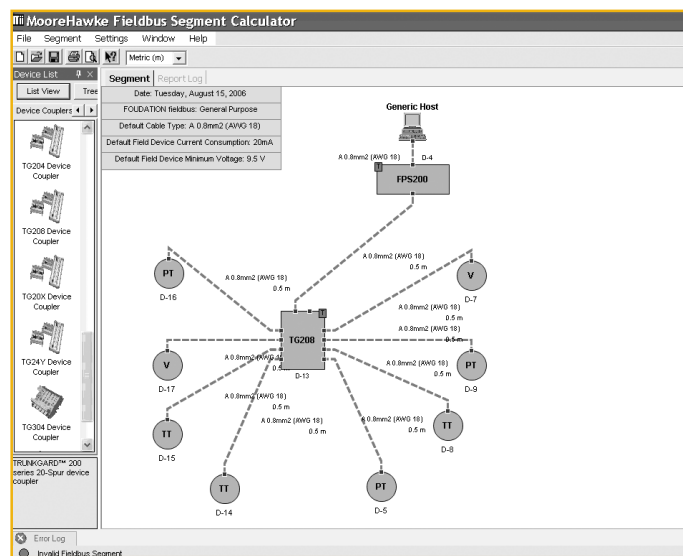 MooreHawke Fieldbus Segment Calculator
File Segment Settings Window Help
Metric (m)
Device List
List View Tree
Device Couplers
TG204 Device
Coupler
TG208 Device
Coupler
TG20X Device
Coupler
TG24Y Device
Coupler
TG304 Device
Coupler
TRUNKGARD™ 200
series 20-Spur device
coupler
Segment Report Log
Date: Tuesday, August 15, 2006
FOUDATION fieldbus: General Purpose
Default Cable Type: A 0.8mm2 (AWG 18)
Default Field Device Current Consumption: 20mA
Default Field Device Minimum Voltage: 9.5 V
Generic Host
A 0.8mm2 (AWG 18) D-4
T
FPS200
A 0.8mm2 (AWG 18)
0.5 m
PT
D-16
A 0.8mm2 (AWG 18)
0.5 m
V
D-7
A 0.8mm2 (AWG 18)
0.5 m
A 0.8mm2 (AWG 18)
0.5 m
T
TG208
D-13
V
D-17
A 0.8mm2 (AWG
0.5
A 0.8mm2 (AWG 18)
0.5 m
PT
D-9
A 0.8mm2 (AWG 18)
0.5 m
TT
D-15
A 0.8mm2 (AWG 18)
0.5 m
A 0.8mm2 (AWG 18)
0.5 m
TT
D-8
TT
D-14
PT
D-5
Error Log
Invalid Fieldbus Segment